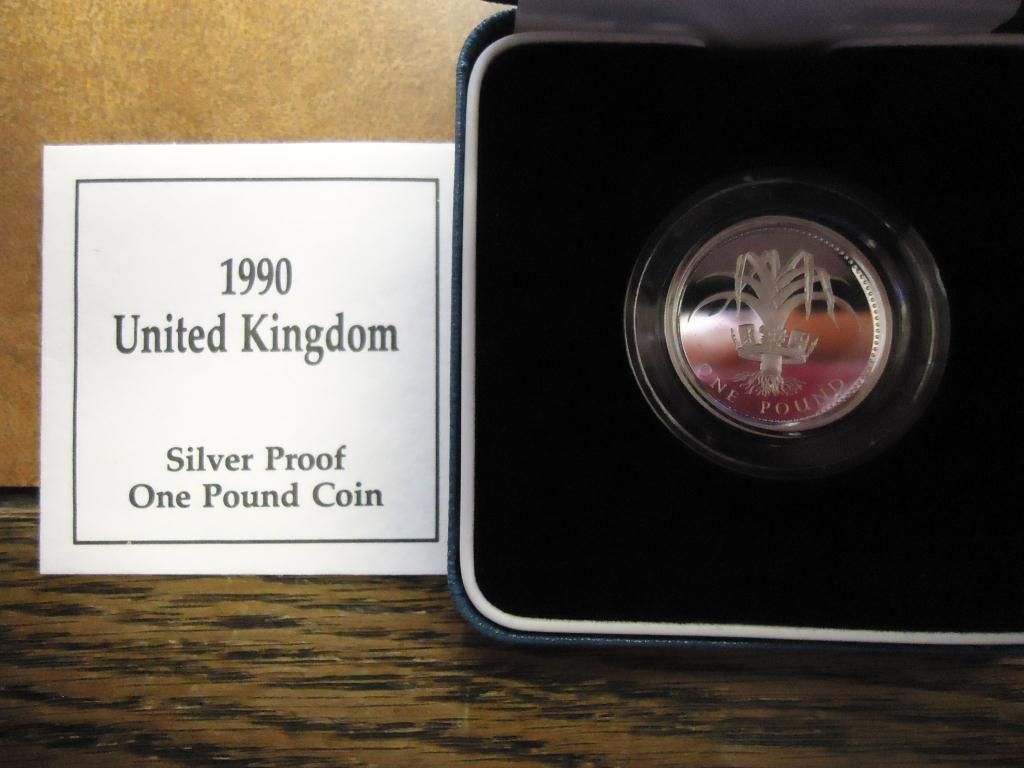 1990
United Kingdom
Silver Proof
One Pound Coin
ONE POUND